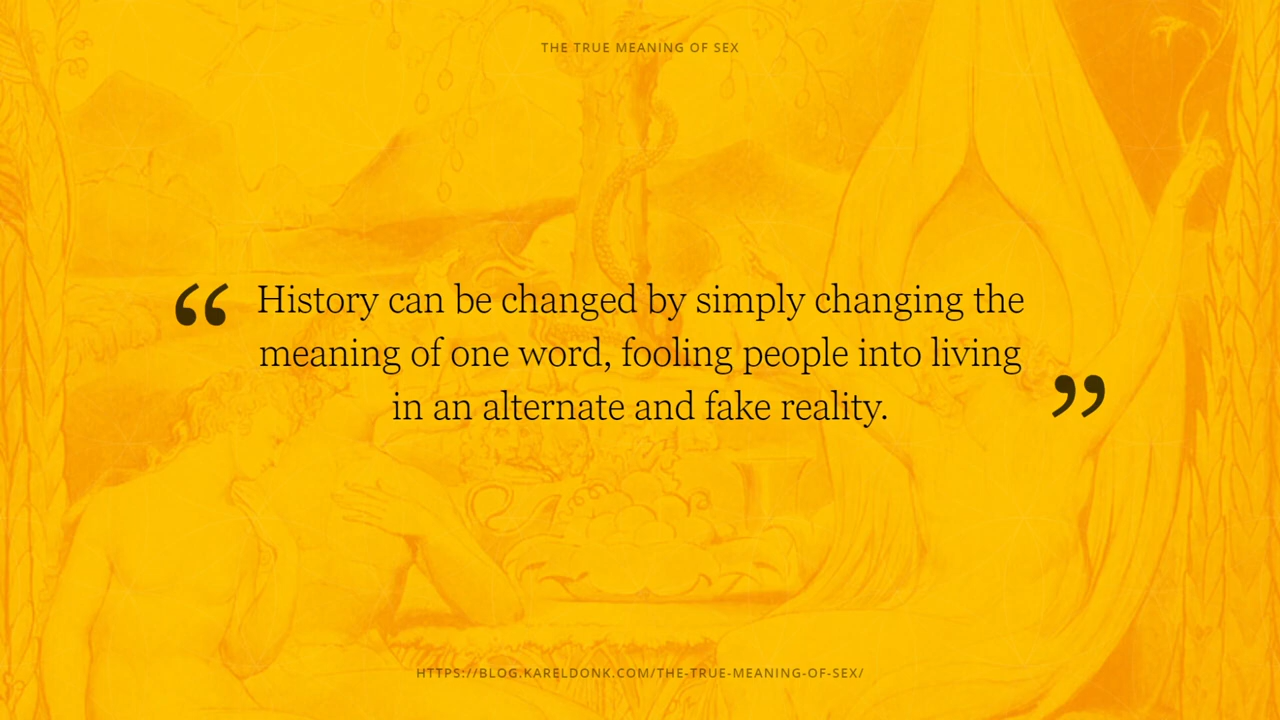 THE TRUE MEANING OF SEX
“History can be changed by simply changing the
meaning of one word, fooling people into living
in an alternate and fake reality.”
HTTPS://BLOG.KARELDONK.COM/THE-TRUE-MEANING-OF-SEX/